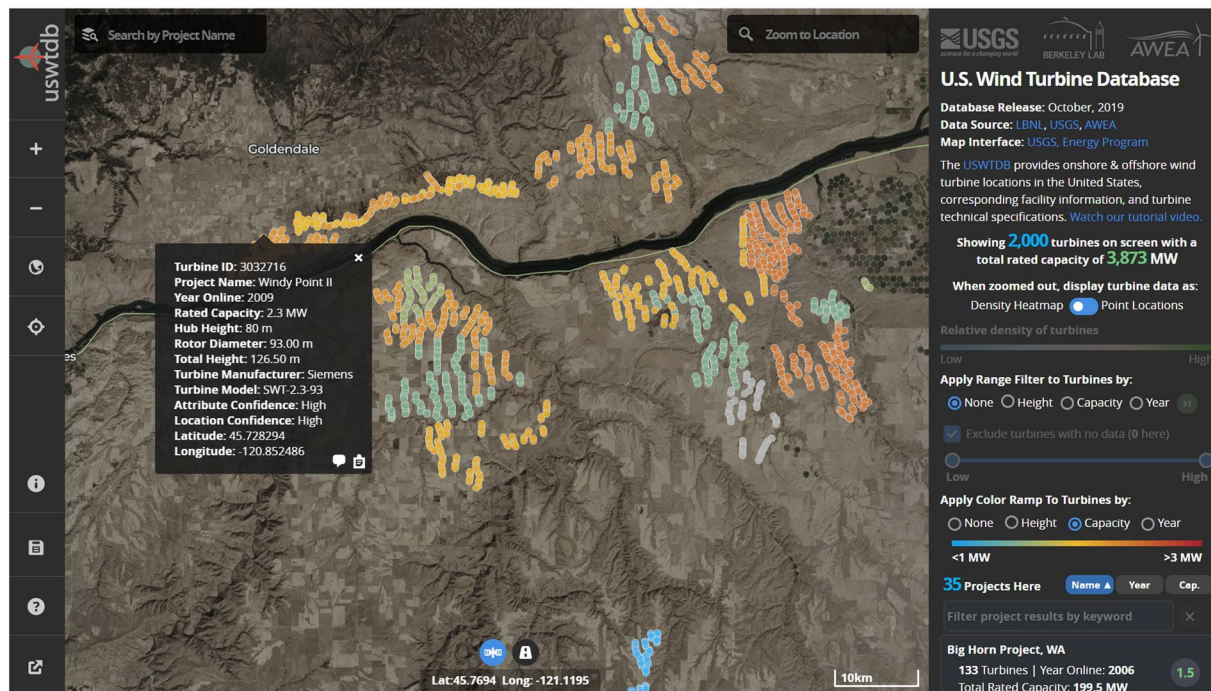 uswtdb
Search by Project Name
Zoom to Location
Goldendale
es
Turbine ID: 3032716
Project Name: Windy Point II
Year Online: 2009
Rated Capacity: 2.3 MW
Hub Height: 80 m
Rotor Diameter: 93.00 m
Total Height: 126.50 m
Turbine Manufacturer: Siemens
Turbine Model: SWT-2.3-93
Attribute Confidence: High
Location Confidence: High
Latitude: 45.728294
Longitude: -120.852486
Lat:45.7694 Long: -121.1195
10km
USGS
science for a changing world
BERKELEY LAB
AWEA
U.S. Wind Turbine Database
Database Release: October, 2019
Data Source: LBNL, USGS, AWEA
Map Interface: USGS, Energy Program
The USWTDB provides onshore & offshore wind
turbine locations in the United States,
corresponding facility information, and turbine
technical specifications. Watch our tutorial video.
Showing 2,000 turbines on screen with a
total rated capacity of 3,873 MW
When zoomed out, display turbine data as:
Density Heatmap Point Locations
Relative density of turbines
Low High
Apply Range Filter to Turbines by:
None Height Capacity Year
Exclude turbines with no data (0 here)
Low High
Apply Color Ramp To Turbines by:
None Height Capacity Year
<1 MW >3 MW
35 Projects Here Name ▲ Year Cap.
Filter project results by keyword
Big Horn Project, WA
133 Turbines | Year Online: 2006
Total Rated Capacity: 199.5 MW
1.5